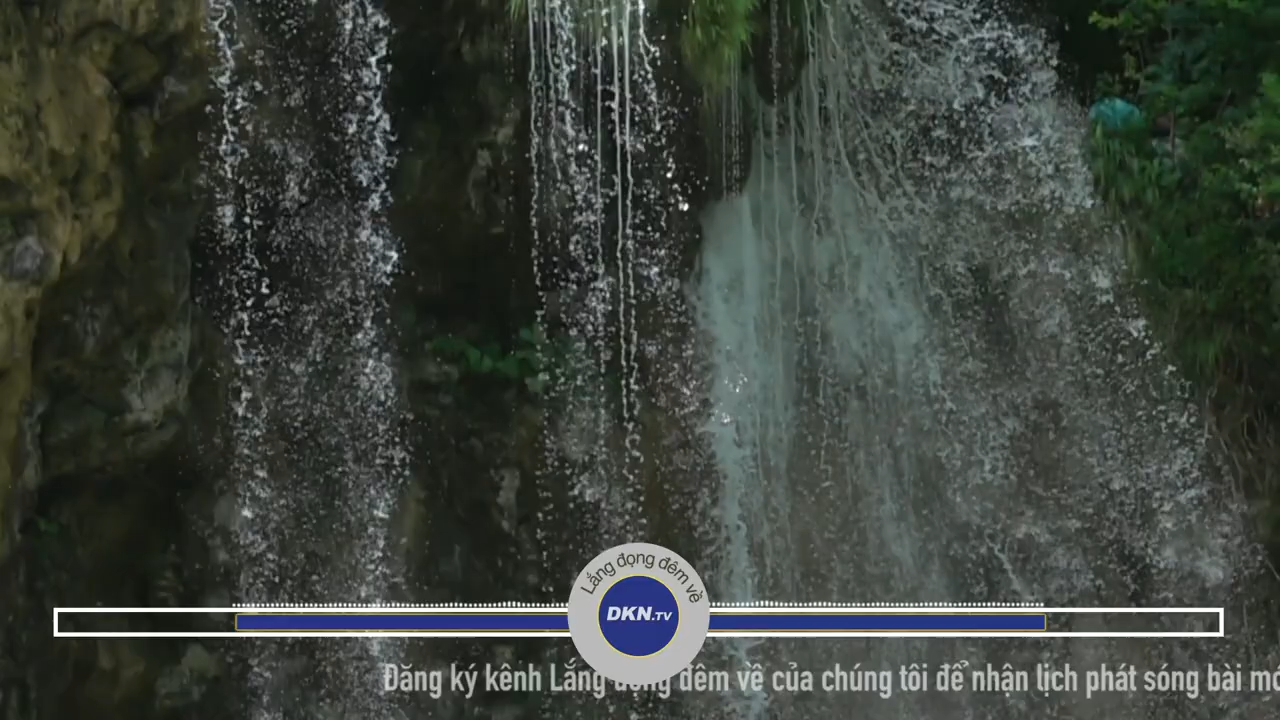 Lắng đọng đêm về
DKN.TV
Đăng ký kênh Lắng đọng đêm về của chúng tôi để nhận lịch phát sóng bài